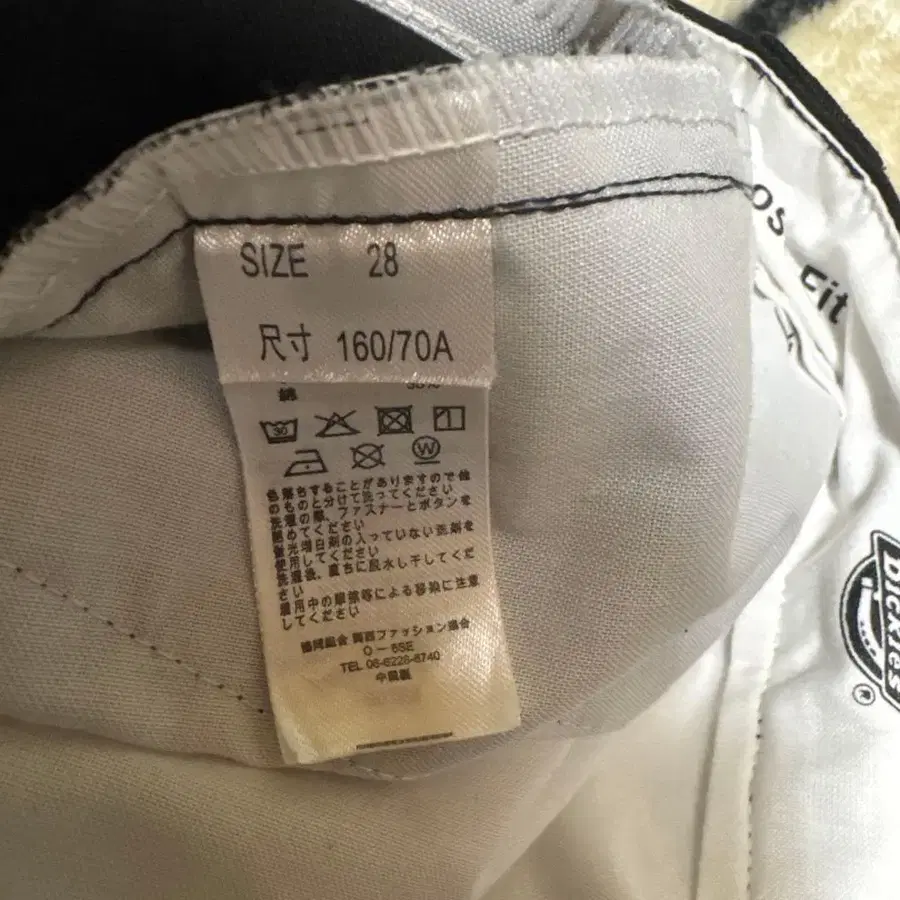 SIZE 28
尺寸 160/70A
綿
30
W
色落ちすることがありますので他
のものと分けて洗ってください
洗濯の際、ファスナーとボタンを
閉めてください
蛍光増白剤の入っていない洗剤を
使用してください
洗濯後、直ちに脱水し干してくだ
さい
着用中の摩擦等による移染に注意
してください
協同組合 関西ファッション協会
O-6SE
TEL 06-6228-6740
中国製
os
Fit
Dickies
®